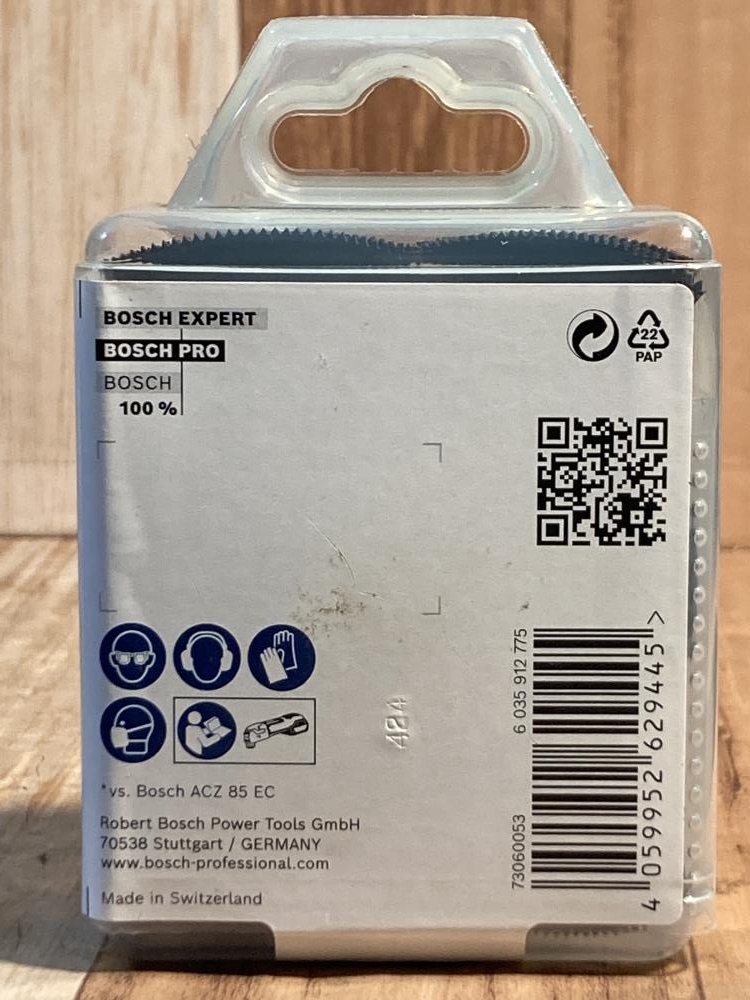 BOSCH EXPERT
BOSCH PRO
BOSCH
100 %
22
PAP
6 035 912 775
73060053
4 059952 629445 >
424
*vs. Bosch ACZ 85 EC
Robert Bosch Power Tools GmbH
70538 Stuttgart / GERMANY
www.bosch-professional.com
Made in Switzerland